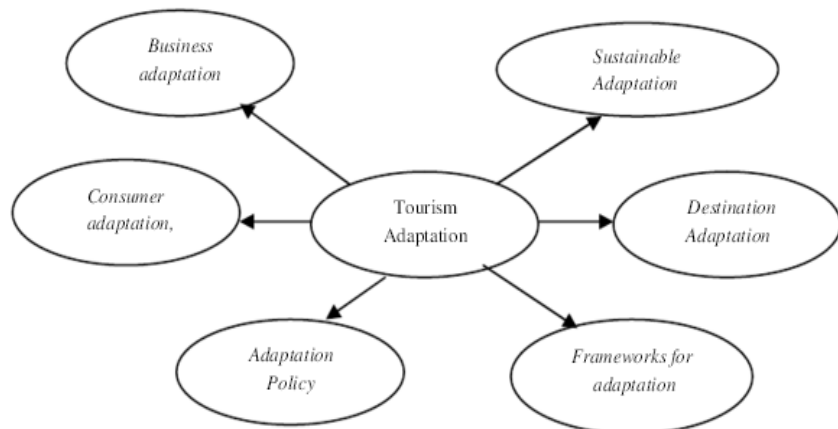 Business
adaptation
Sustainable
Adaptation
Consumer
adaptation,
Tourism
Adaptation
Destination
Adaptation
Adaptation
Policy
Frameworks for
adaptation